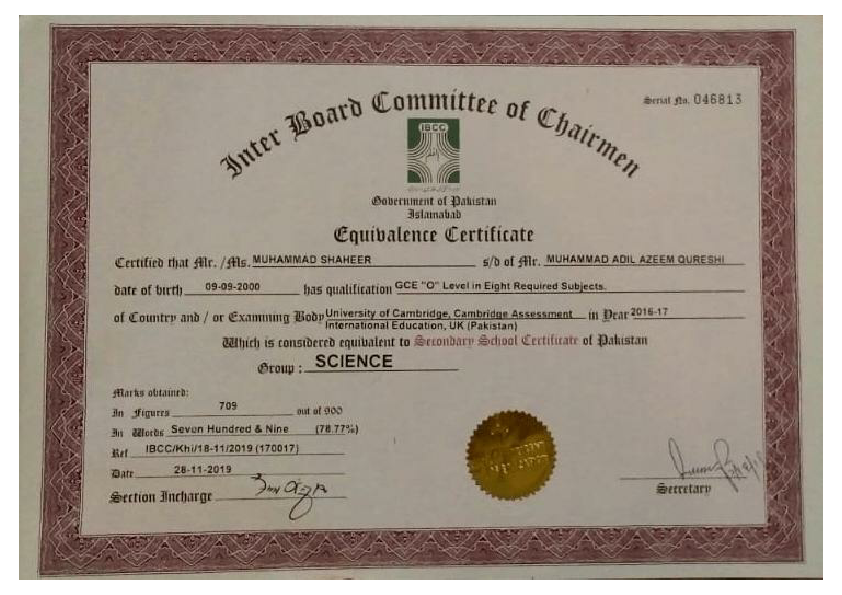 Serial No. 046813
Inter Board Committee of Chairmen
IBCC
Government of Pakistan
Islamabad
Equivalence Certificate
Certified that Mr. /Ms. MUHAMMAD SHAHEER s/d of Mr. MUHAMMAD ADIL AZEEM QURESHI
date of birth 09-09-2000 has qualification GCE "O" Level in Eight Required Subjects.
of Country and / or Examining Body University of Cambridge, Cambridge Assessment in Year 2016-17
International Education, UK (Pakistan)
Which is considered equivalent to Secondary School Certificate of Pakistan
Group : SCIENCE
Marks obtained:
In Figures 709 out of 900
In Words Seven Hundred & Nine (78.77%)
Ref IBCC/Khi/18-11/2019 (170017)
Date 28-11-2019
Section Incharge
Secretary